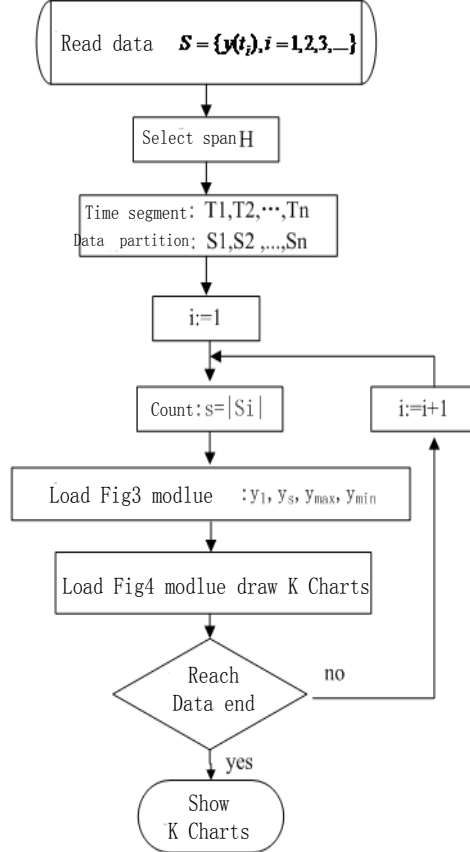 Read data S = {y(tᵢ), i = 1,2,3,...}
Select span H
Time segment: T1,T2,···,Tn
Data partition: S1,S2 ,...,Sn
i:=1
Count:s=|Si|
i:=i+1
Load Fig3 modlue :y₁, yₛ, yₘₐₓ, yₘᵢₙ
Load Fig4 modlue draw K Charts
Reach
Data end
no
yes
Show
K Charts